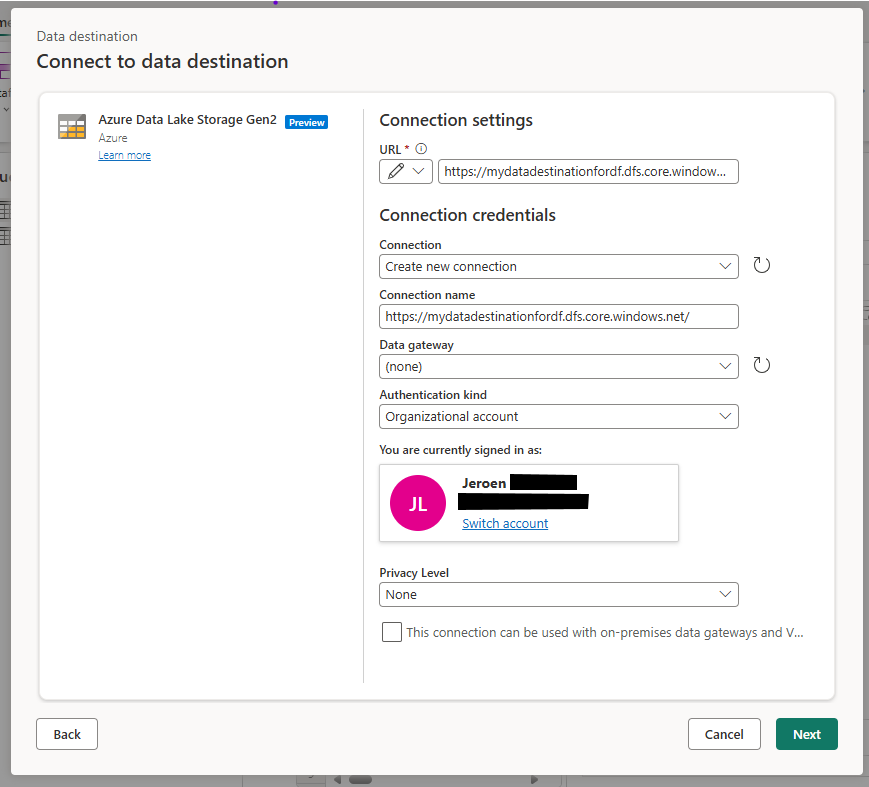 Data destination
Connect to data destination
Azure Data Lake Storage Gen2 Preview
Azure
Learn more
Connection settings
URL *
https://mydatadestinationfordf.dfs.core.window...
Connection credentials
Connection
Create new connection
Connection name
https://mydatadestinationfordf.dfs.core.windows.net/
Data gateway
(none)
Authentication kind
Organizational account
You are currently signed in as:
JL
Jeroen
Switch account
Privacy Level
None
This connection can be used with on-premises data gateways and V...
Back
Cancel
Next